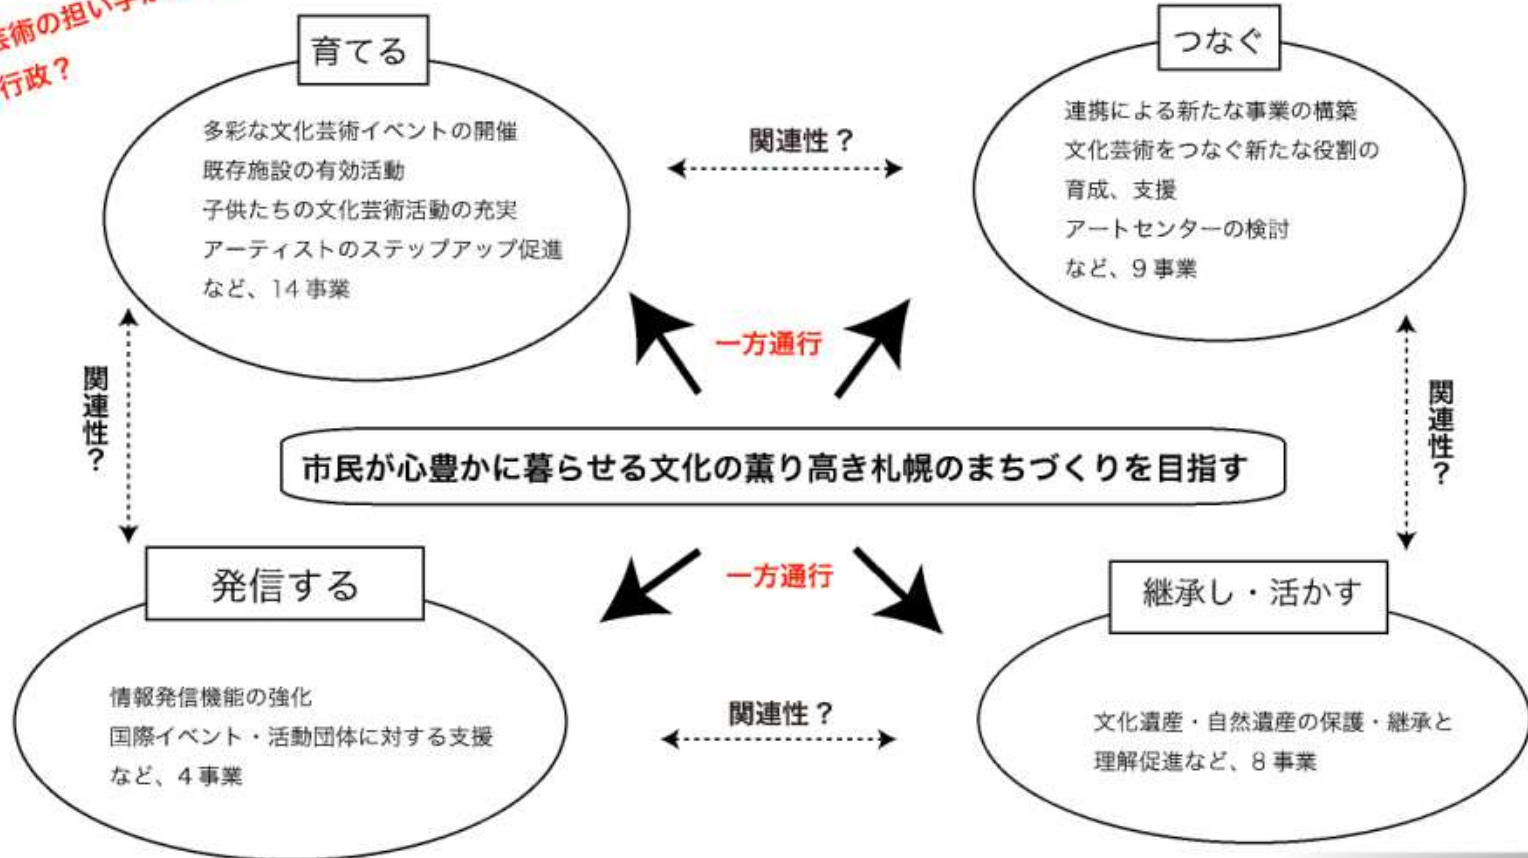 芸術の担い手が
行政？
育てる
多彩な文化芸術イベントの開催
既存施設の有効活動
子供たちの文化芸術活動の充実
アーティストのステップアップ促進
など、14事業
関連性？
つなぐ
連携による新たな事業の構築
文化芸術をつなぐ新たな役割の
育成、支援
アートセンターの検討
など、9事業
一方通行
関連性？
関連性？
市民が心豊かに暮らせる文化の薫り高き札幌のまちづくりを目指す
一方通行
発信する
情報発信機能の強化
国際イベント・活動団体に対する支援
など、4事業
関連性？
継承し・活かす
文化遺産・自然遺産の保護・継承と
理解促進など、8事業